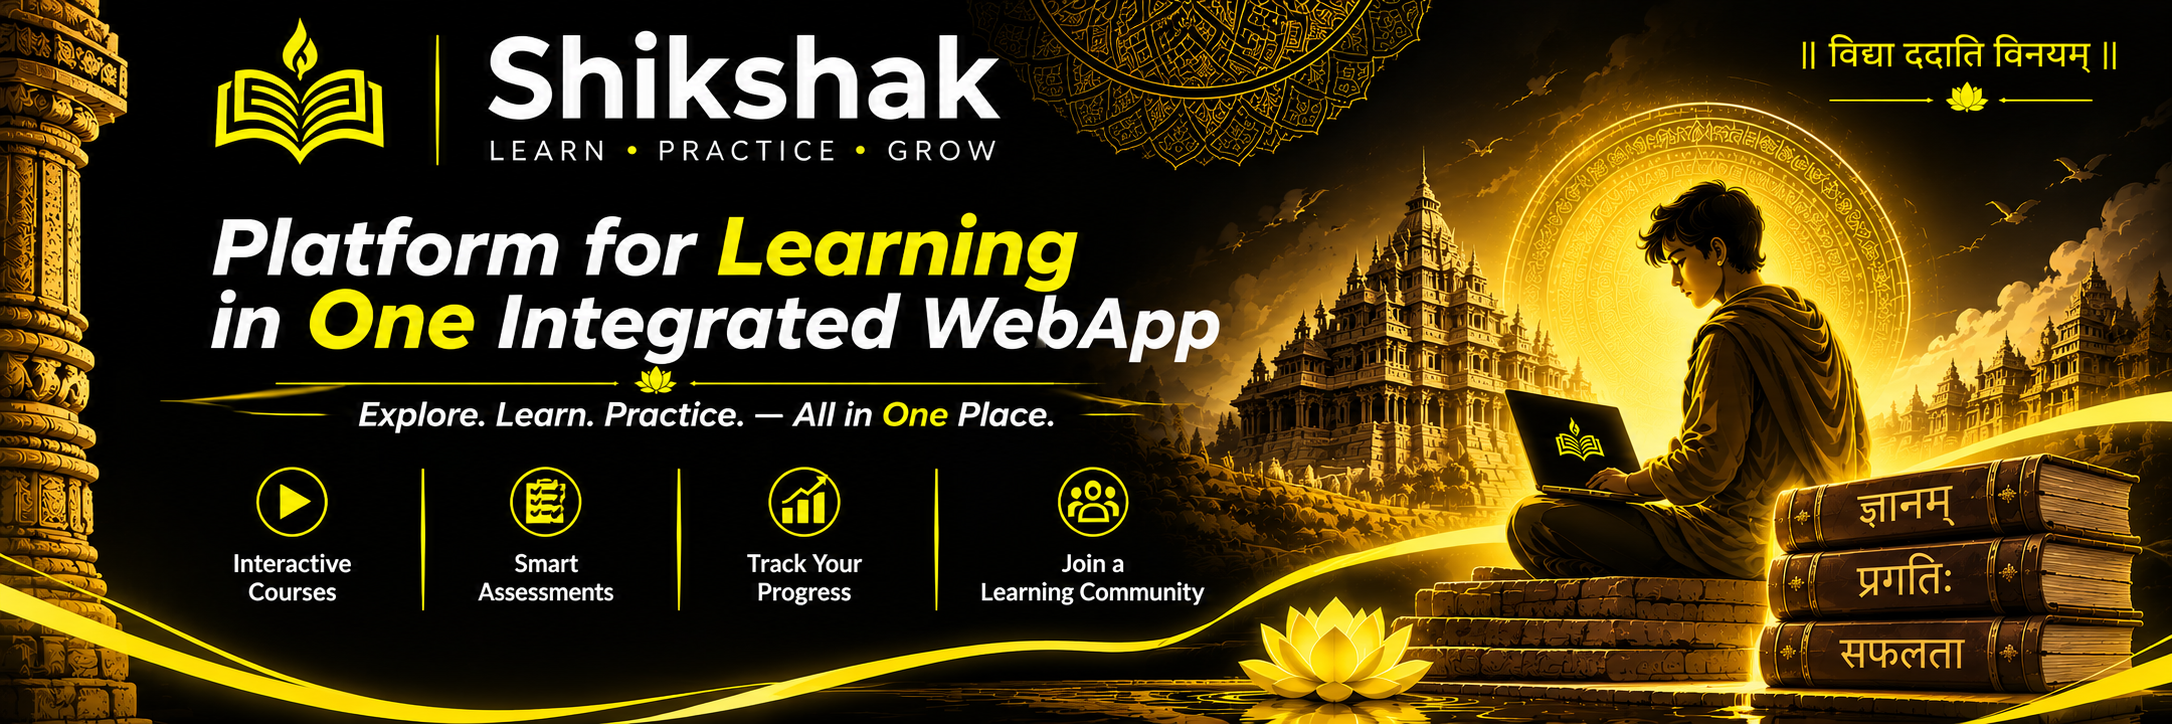 Shikshak
LEARN • PRACTICE • GROW
|| विद्या ददाति विनयम् ||
Platform for Learning
in One Integrated WebApp
Explore. Learn. Practice. — All in One Place.
Interactive
Courses
Smart
Assessments
Track Your
Progress
Join a
Learning Community
ज्ञानम्
प्रगतिः
सफलता